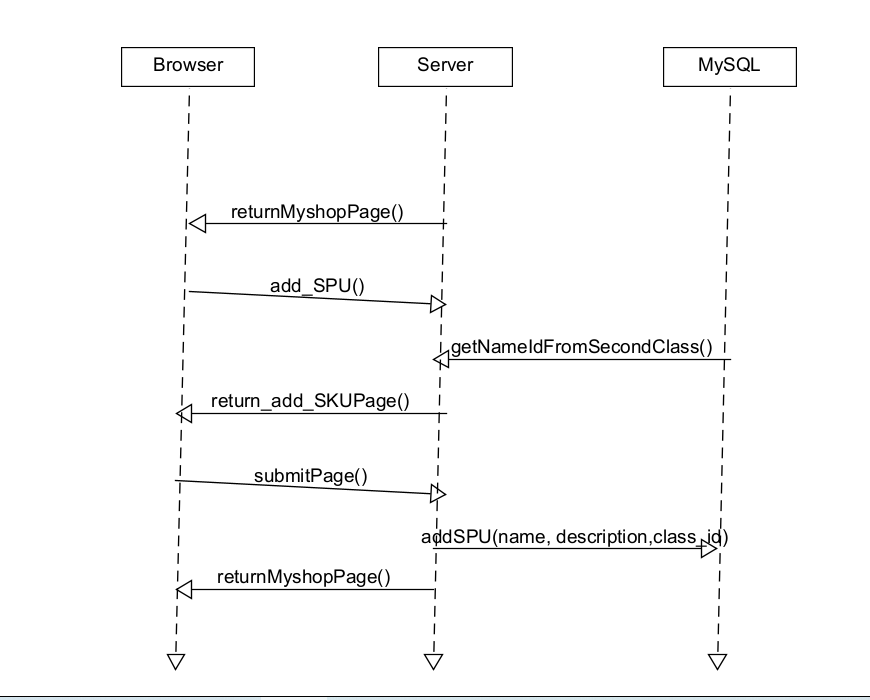 Browser
Server
MySQL
returnMyshopPage()
add_SPU()
getNameIdFromSecondClass()
return_add_SKUPage()
submitPage()
addSPU(name, description,class_id)
returnMyshopPage()